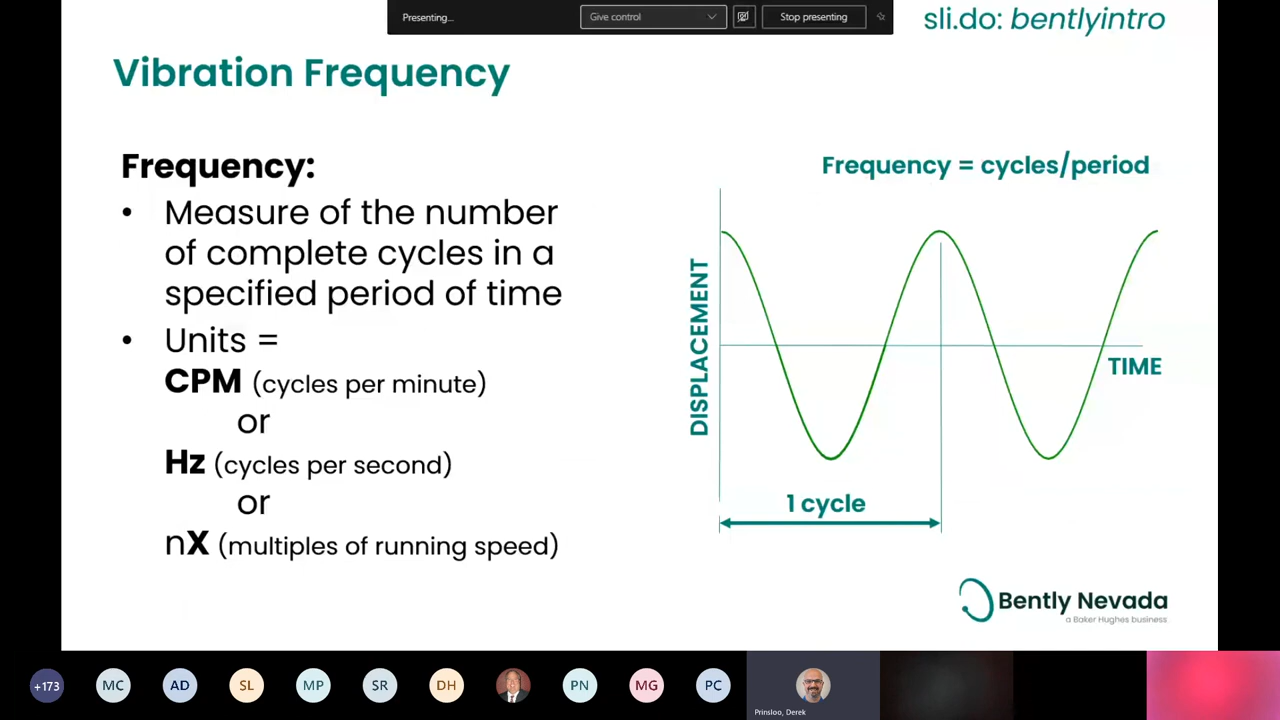 Presenting...
Give control
Stop presenting
sli.do: bentlyintro
Vibration Frequency
Frequency:
• Measure of the number
of complete cycles in a
specified period of time
• Units =
CPM (cycles per minute)
or
Hz (cycles per second)
or
nX (multiples of running speed)
Frequency = cycles/period
DISPLACEMENT
TIME
1 cycle
Bently Nevada
a Baker Hughes business
+173
MC
AD
SL
MP
SR
DH
PN
MG
PC
Prinsloo, Derek